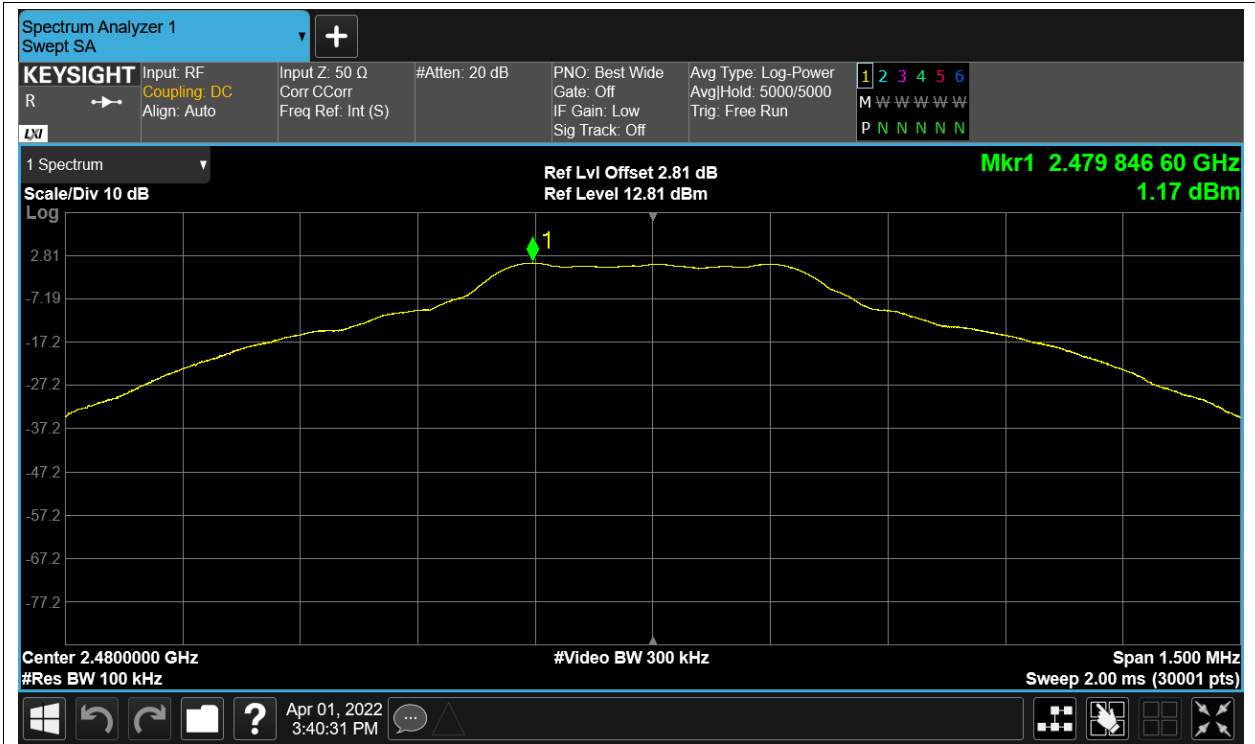 Spectrum Analyzer 1
Swept SA
KEYSIGHT
R
LXI
Input: RF
Coupling: DC
Align: Auto
Input Z: 50 Ω
Corr CCorr
Freq Ref: Int (S)
#Atten: 20 dB
PNO: Best Wide
Gate: Off
IF Gain: Low
Sig Track: Off
Avg Type: Log-Power
Avg|Hold: 5000/5000
Trig: Free Run
1 2 3 4 5 6
M W W W W W
P N N N N N
1 Spectrum
Scale/Div 10 dB
Log
Ref Lvl Offset 2.81 dB
Ref Level 12.81 dBm
Mkr1 2.479 846 60 GHz
1.17 dBm
1
2.81
-7.19
-17.2
-27.2
-37.2
-47.2
-57.2
-67.2
-77.2
Center 2.4800000 GHz
#Video BW 300 kHz
Span 1.500 MHz
#Res BW 100 kHz
Sweep 2.00 ms (30001 pts)
?
Apr 01, 2022
3:40:31 PM